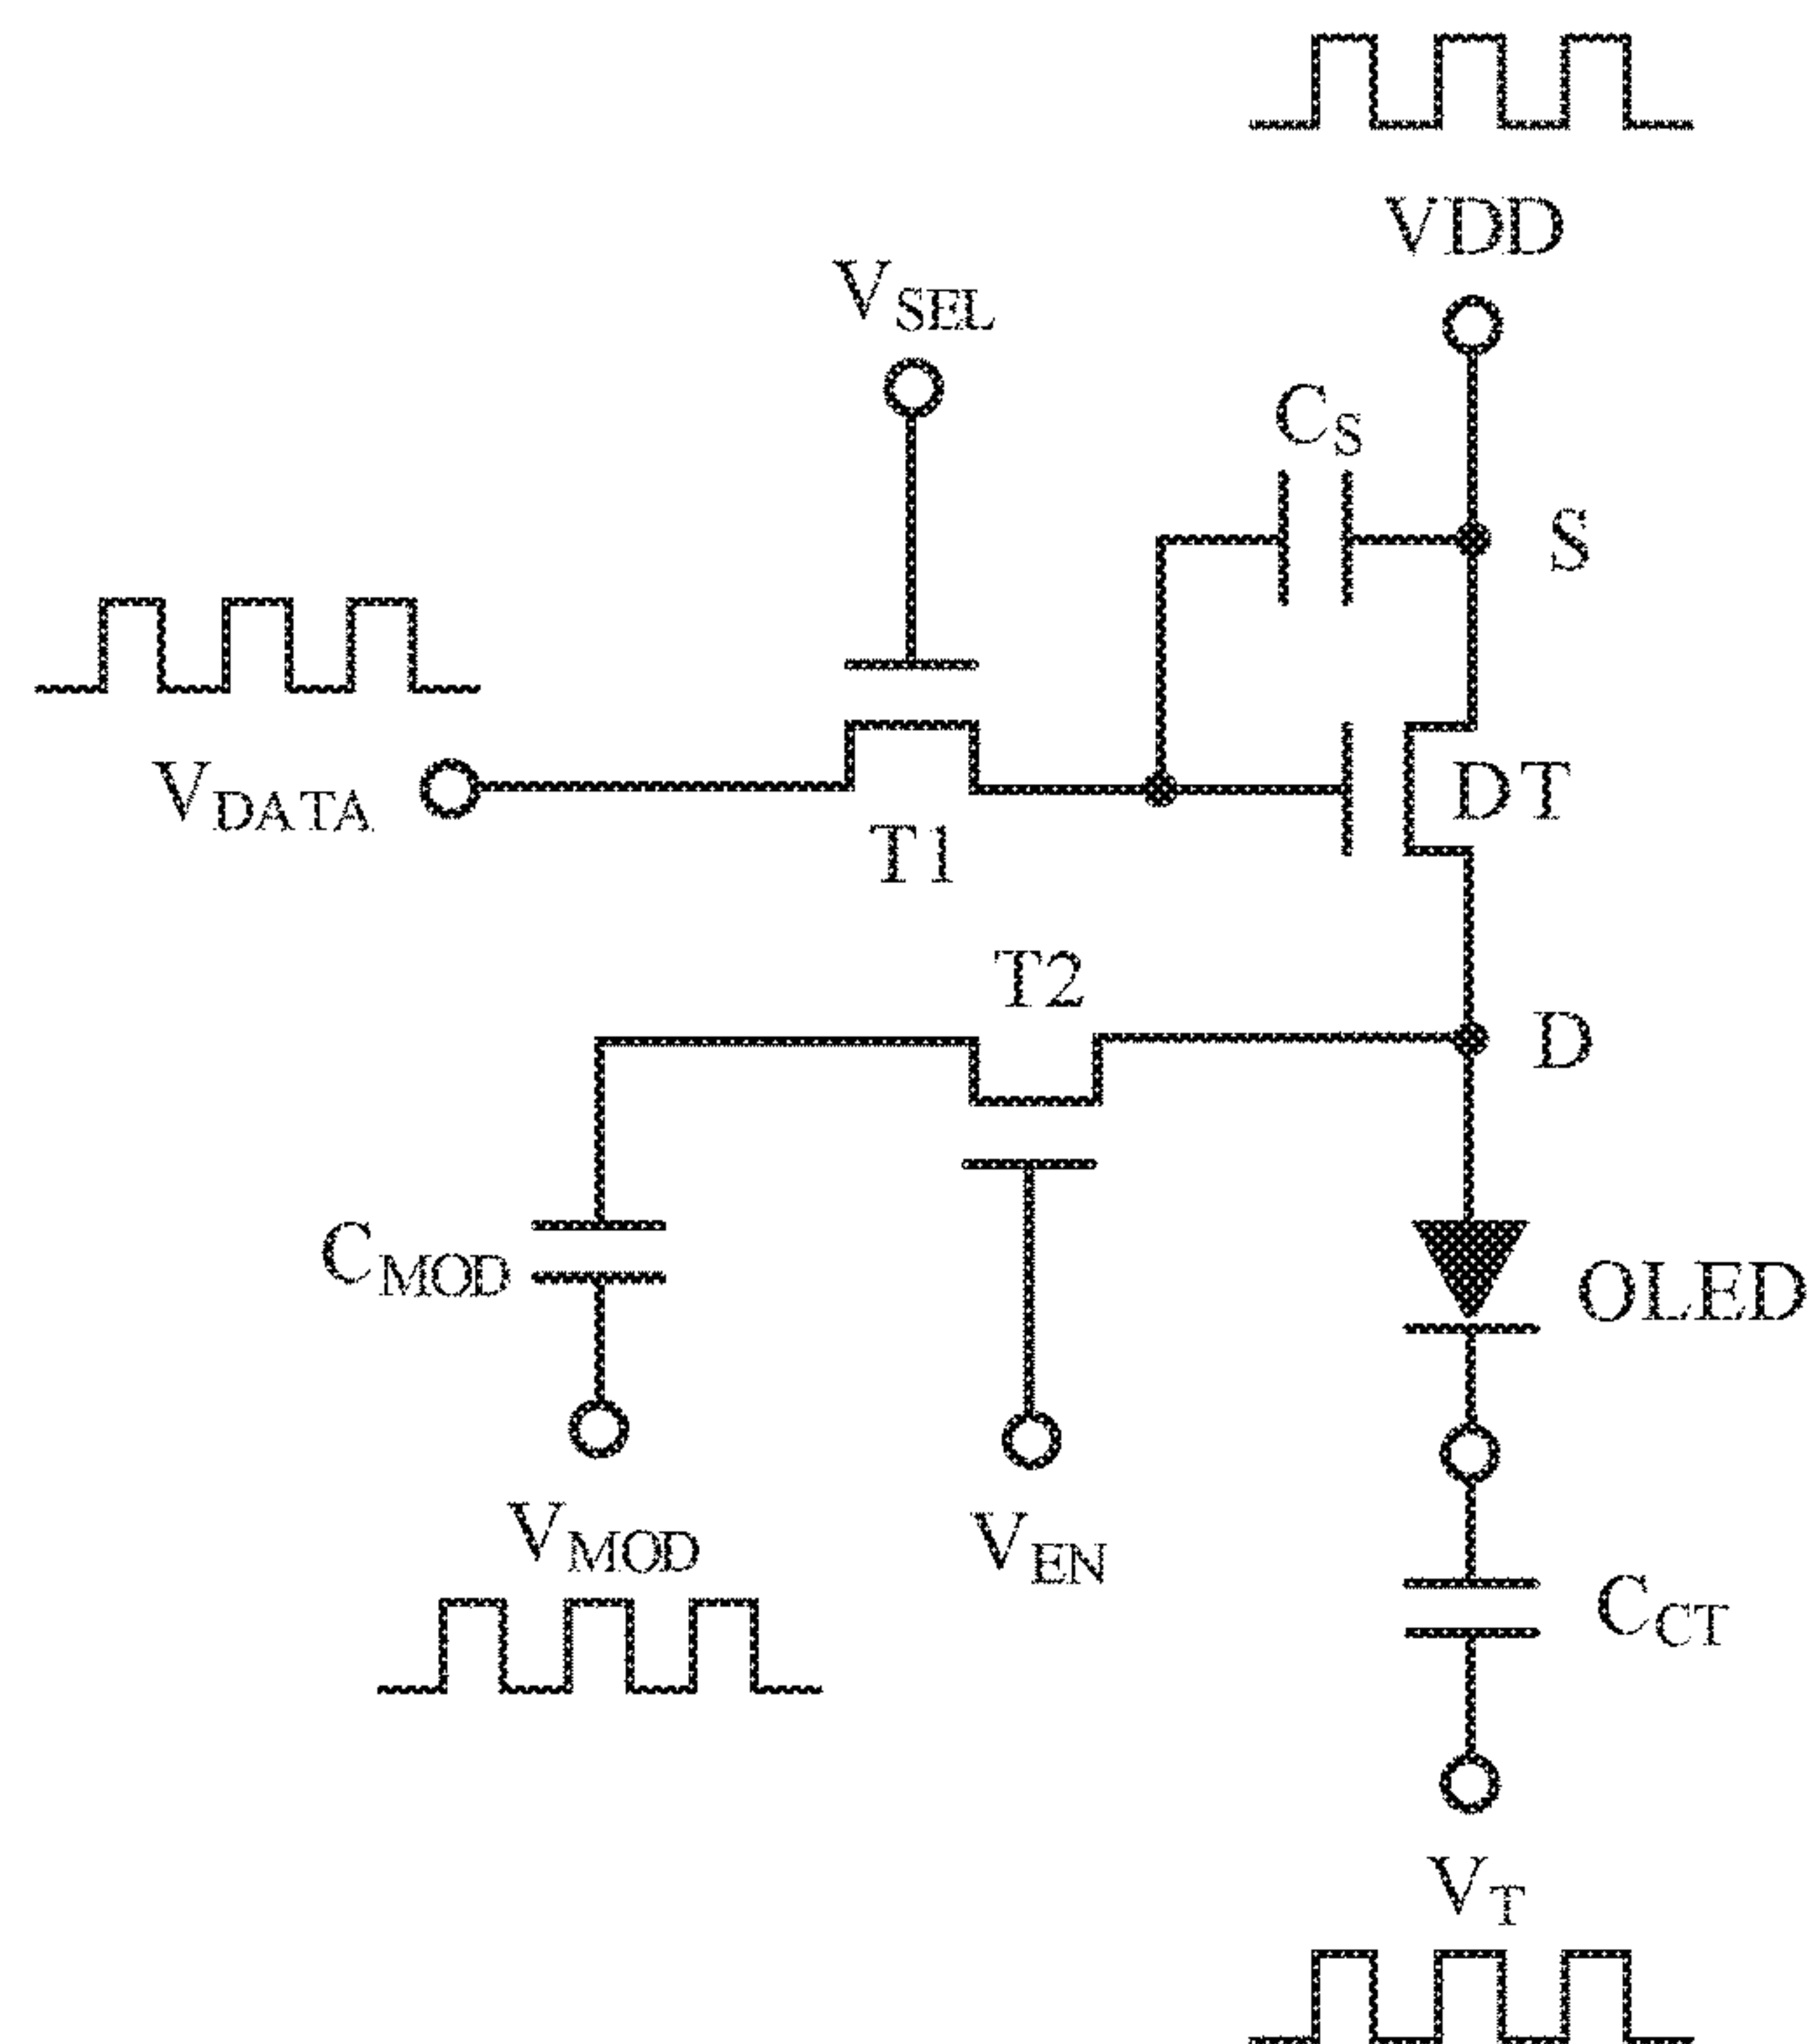 VDD
VSEL
CS
S
VDATA
DT
T1
T2
D
CMOD
OLED
VMOD
VEN
CCT
VT